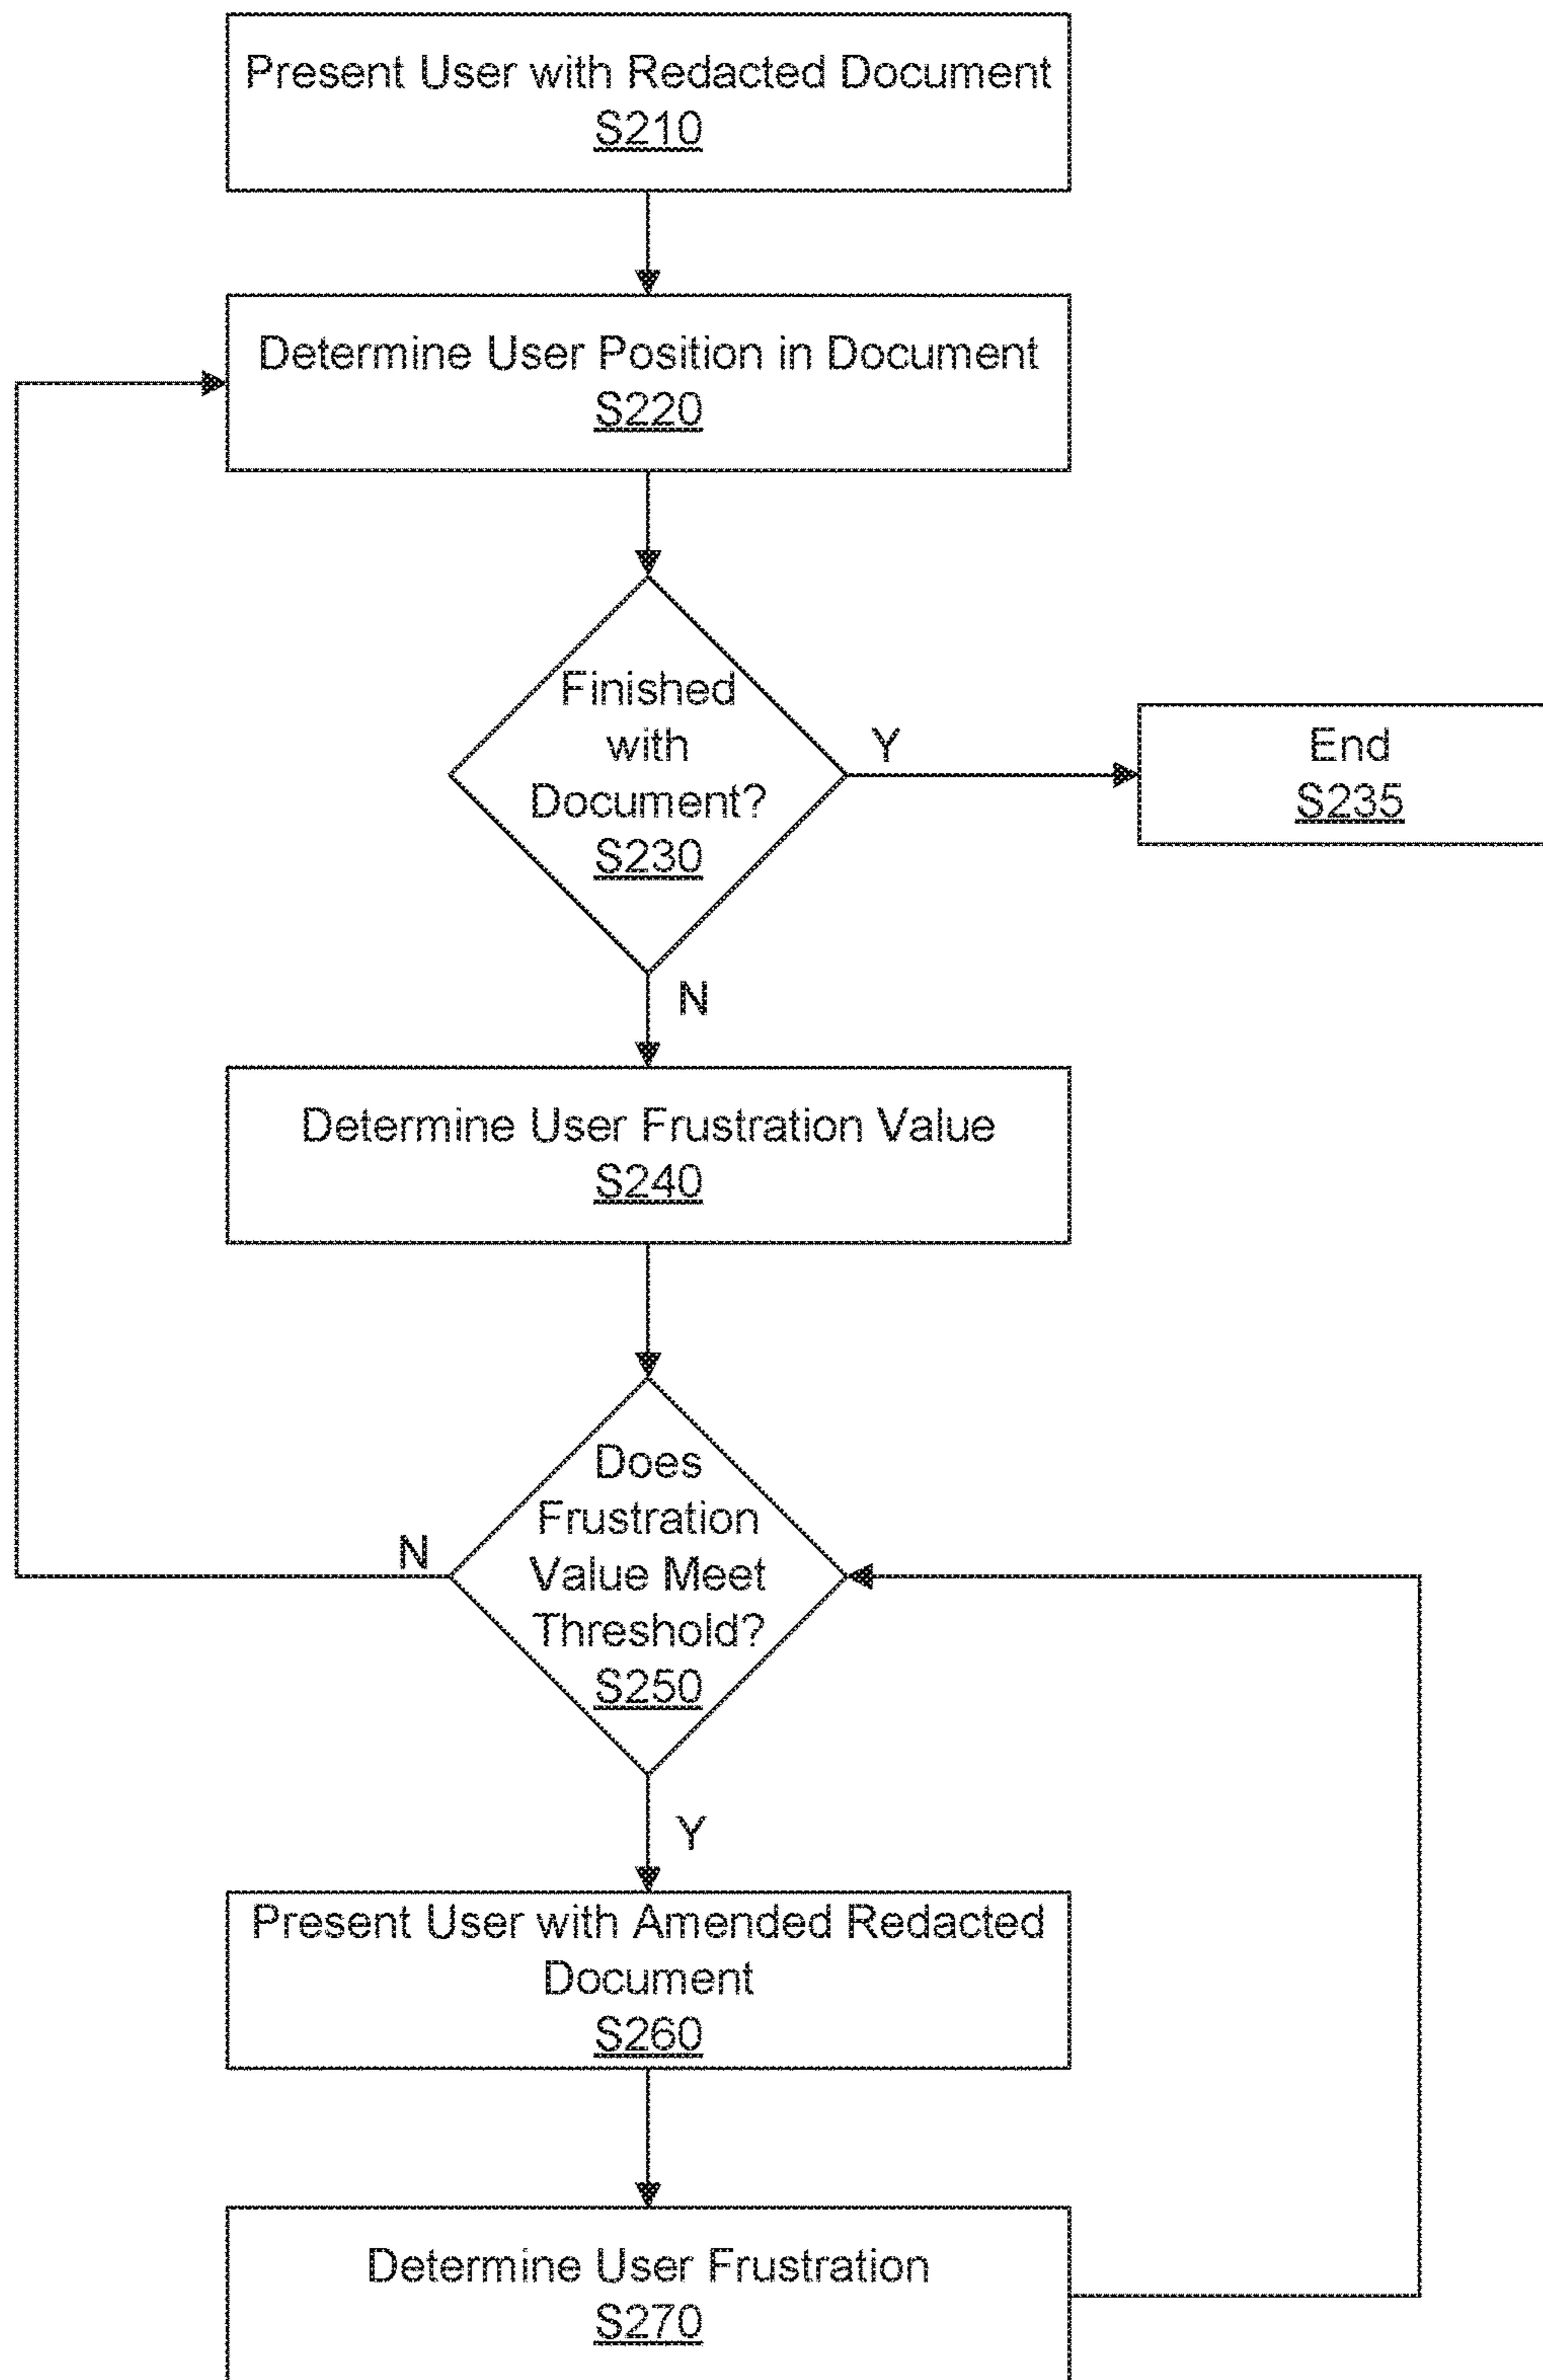 Present User with Redacted Document
S210
Determine User Position in Document
S220
Finished
with
Document?
S230
Y
End
S235
N
Determine User Frustration Value
S240
Does
Frustration
Value Meet
Threshold?
S250
N
Y
Present User with Amended Redacted
Document
S260
Determine User Frustration
S270